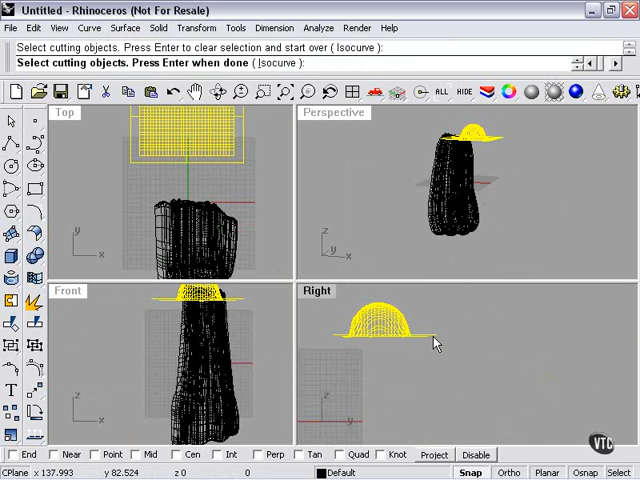 Untitled - Rhinoceros (Not For Resale)
File Edit View Curve Surface Solid Transform Tools Dimension Analyze Render Help
Select cutting objects. Press Enter to clear selection and start over ( Isocurve ):
Select cutting objects. Press Enter when done ( Isocurve ):
ALL HIDE
Top
y
x
Perspective
z
y
x
Front
z
x
Right
z
y
T
End Near Point Mid Cen Int Perp Tan Quad Knot Project Disable
CPlane x 137.993 y 82.524 z 0 0 Default Snap Ortho Planar Osnap Select
VTC